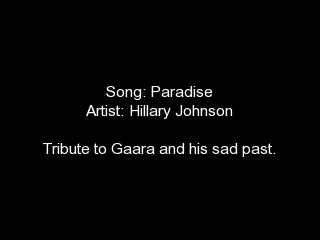 Song: Paradise
Artist: Hillary Johnson
Tribute to Gaara and his sad past.